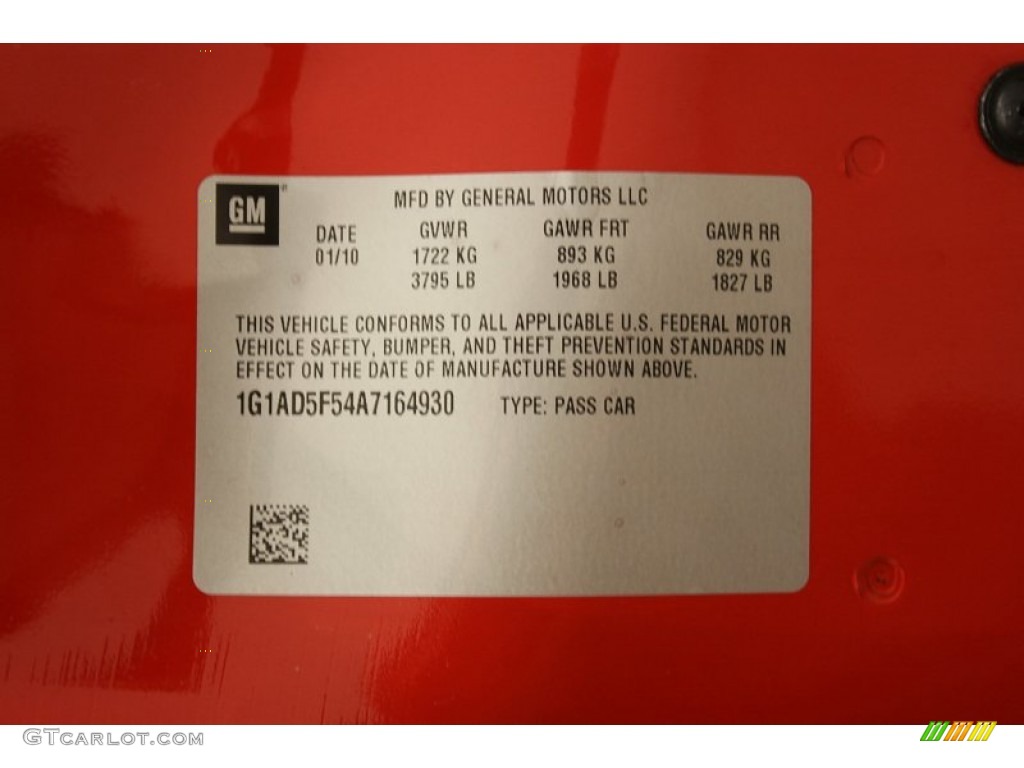 GM
MFD BY GENERAL MOTORS LLC
DATE GVWR GAWR FRT GAWR RR
01/10 1722 KG 893 KG 829 KG
3795 LB 1968 LB 1827 LB
THIS VEHICLE CONFORMS TO ALL APPLICABLE U.S. FEDERAL MOTOR
VEHICLE SAFETY, BUMPER, AND THEFT PREVENTION STANDARDS IN
EFFECT ON THE DATE OF MANUFACTURE SHOWN ABOVE.
1G1AD5F54A7164930 TYPE: PASS CAR
GTCARLOT.COM